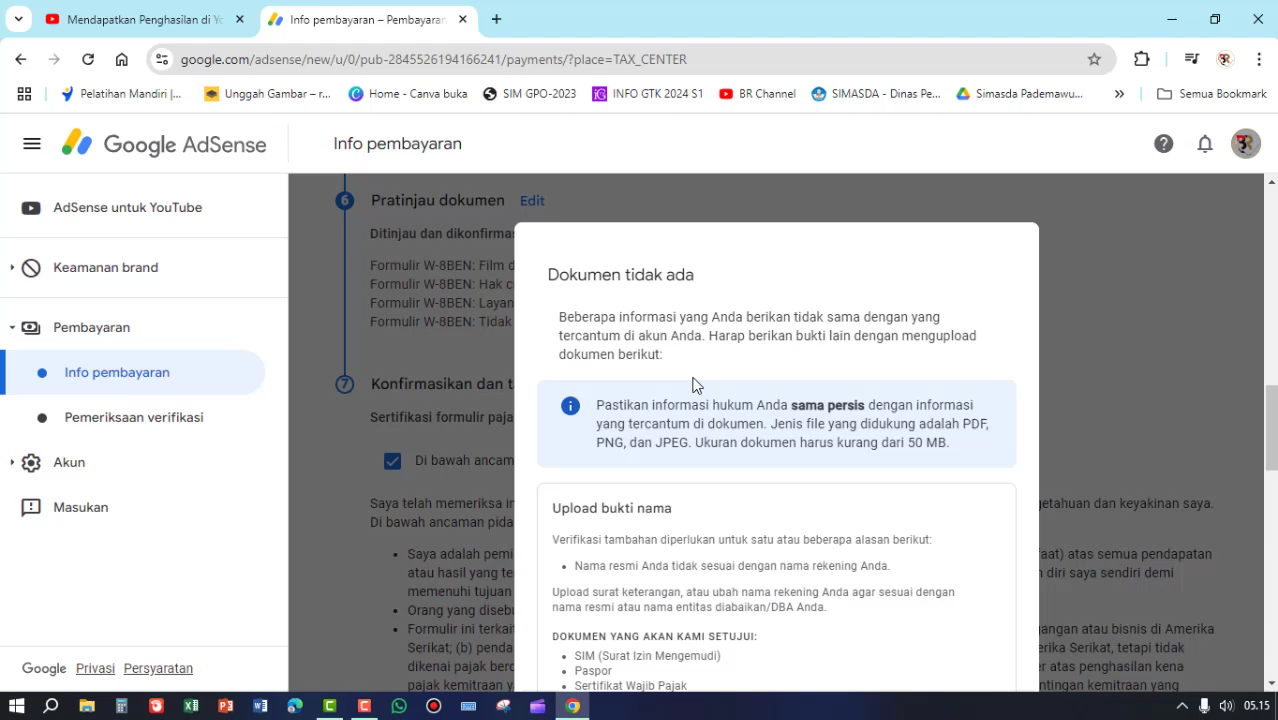 Mendapatkan Penghasilan di Yo
Info pembayaran – Pembayaran
google.com/adsense/new/u/0/pub-2845526194166241/payments/?place=TAX_CENTER
Pelatihan Mandiri |...
Unggah Gambar – r...
Home - Canva buka
SIM GPO-2023
INFO GTK 2024 S1
BR Channel
SIMASDA - Dinas Pe...
Simasda Pademawu...
»
Semua Bookmark
Google AdSense
Info pembayaran
AdSense untuk YouTube
Keamanan brand
Pembayaran
Info pembayaran
Pemeriksaan verifikasi
Akun
Masukan
Google Privasi Persyaratan
6 Pratinjau dokumen Edit
Ditinjau dan dikonfirmas
Formulir W-8BEN: Film d
Formulir W-8BEN: Hak c
Formulir W-8BEN: Layan
Formulir W-8BEN: Tidak
7 Konfirmasikan dan ta
Sertifikasi formulir paja
Di bawah ancam
Saya telah memeriksa in
getahuan dan keyakinan saya.
Di bawah ancaman pida
Saya adalah pemi
faat) atas semua pendapatan
atau hasil yang te
n diri saya sendiri demi
memenuhi tujuan
Orang yang diseb
Formulir ini terkait
angan atau bisnis di Amerika
Serikat; (b) penda
erika Serikat, tetapi tidak
dikenai pajak berd
er atas penghasilan kena
pajak kemitraan y
tingan kemitraan yang
Dokumen tidak ada
Beberapa informasi yang Anda berikan tidak sama dengan yang
tercantum di akun Anda. Harap berikan bukti lain dengan mengupload
dokumen berikut:
Pastikan informasi hukum Anda sama persis dengan informasi
yang tercantum di dokumen. Jenis file yang didukung adalah PDF,
PNG, dan JPEG. Ukuran dokumen harus kurang dari 50 MB.
Upload bukti nama
Verifikasi tambahan diperlukan untuk satu atau beberapa alasan berikut:
Nama resmi Anda tidak sesuai dengan nama rekening Anda.
Upload surat keterangan, atau ubah nama rekening Anda agar sesuai dengan
nama resmi atau nama entitas diabaikan/DBA Anda.
DOKUMEN YANG AKAN KAMI SETUJUI:
SIM (Surat Izin Mengemudi)
Paspor
Sertifikat Wajib Pajak
05.15